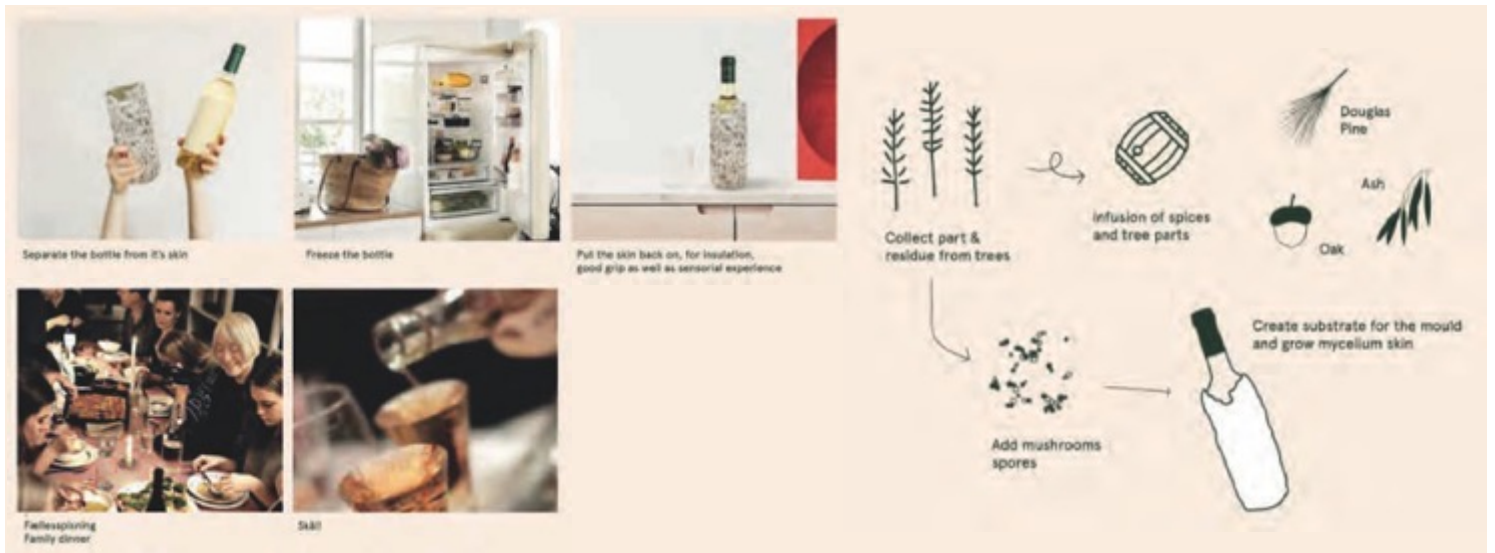 Separate the bottle from it's skin
Freeze the bottle
Put the skin back on, for insulation,
good grip as well as sensorial experience
Fællesspisning
Family dinner
Skål!
Collect part &
residue from trees
infusion of spices
and tree parts
Douglas
Pine
Ash
Oak
Add mushrooms
spores
Create substrate for the mould
and grow mycelium skin